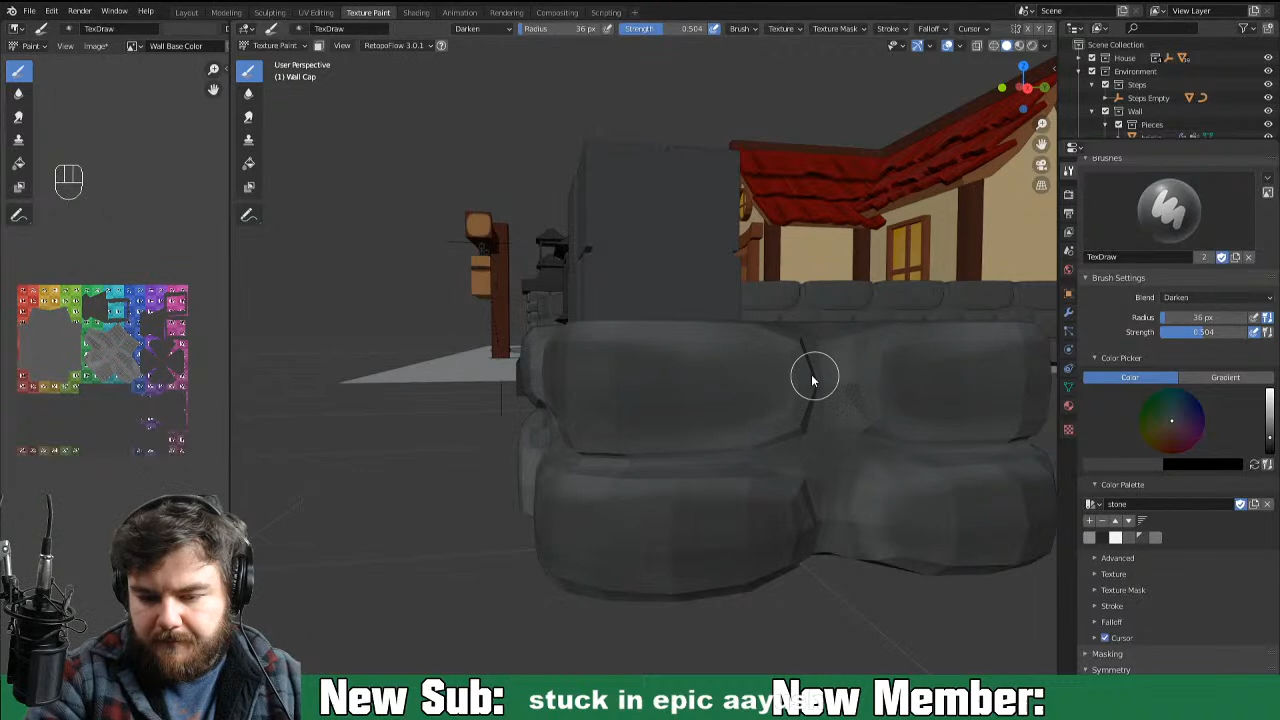 File Edit Render Window Help Layout Modeling Sculpting UV Editing Texture Paint Shading Animation Rendering Compositing Scripting + Scene View Layer
TexDraw TexDraw Darken Radius 36 px Strength 0.504 Brush Texture Texture Mask Stroke Falloff Cursor
Paint View Image* Wall Base Color Texture Paint View RetopoFlow 3.0.1
User Perspective
(1) Wall Cap
Scene Collection
House
Environment
Steps
Steps Empty
Wall
Pieces
Brushes
TexDraw 2
Brush Settings
Blend Darken
Radius 36 px
Strength 0.504
Color Picker
Color Gradient
Color Palette
stone
Advanced
Texture
Texture Mask
Stroke
Falloff
Cursor
Masking
Symmetry
New Sub: stuck in epic New Member: